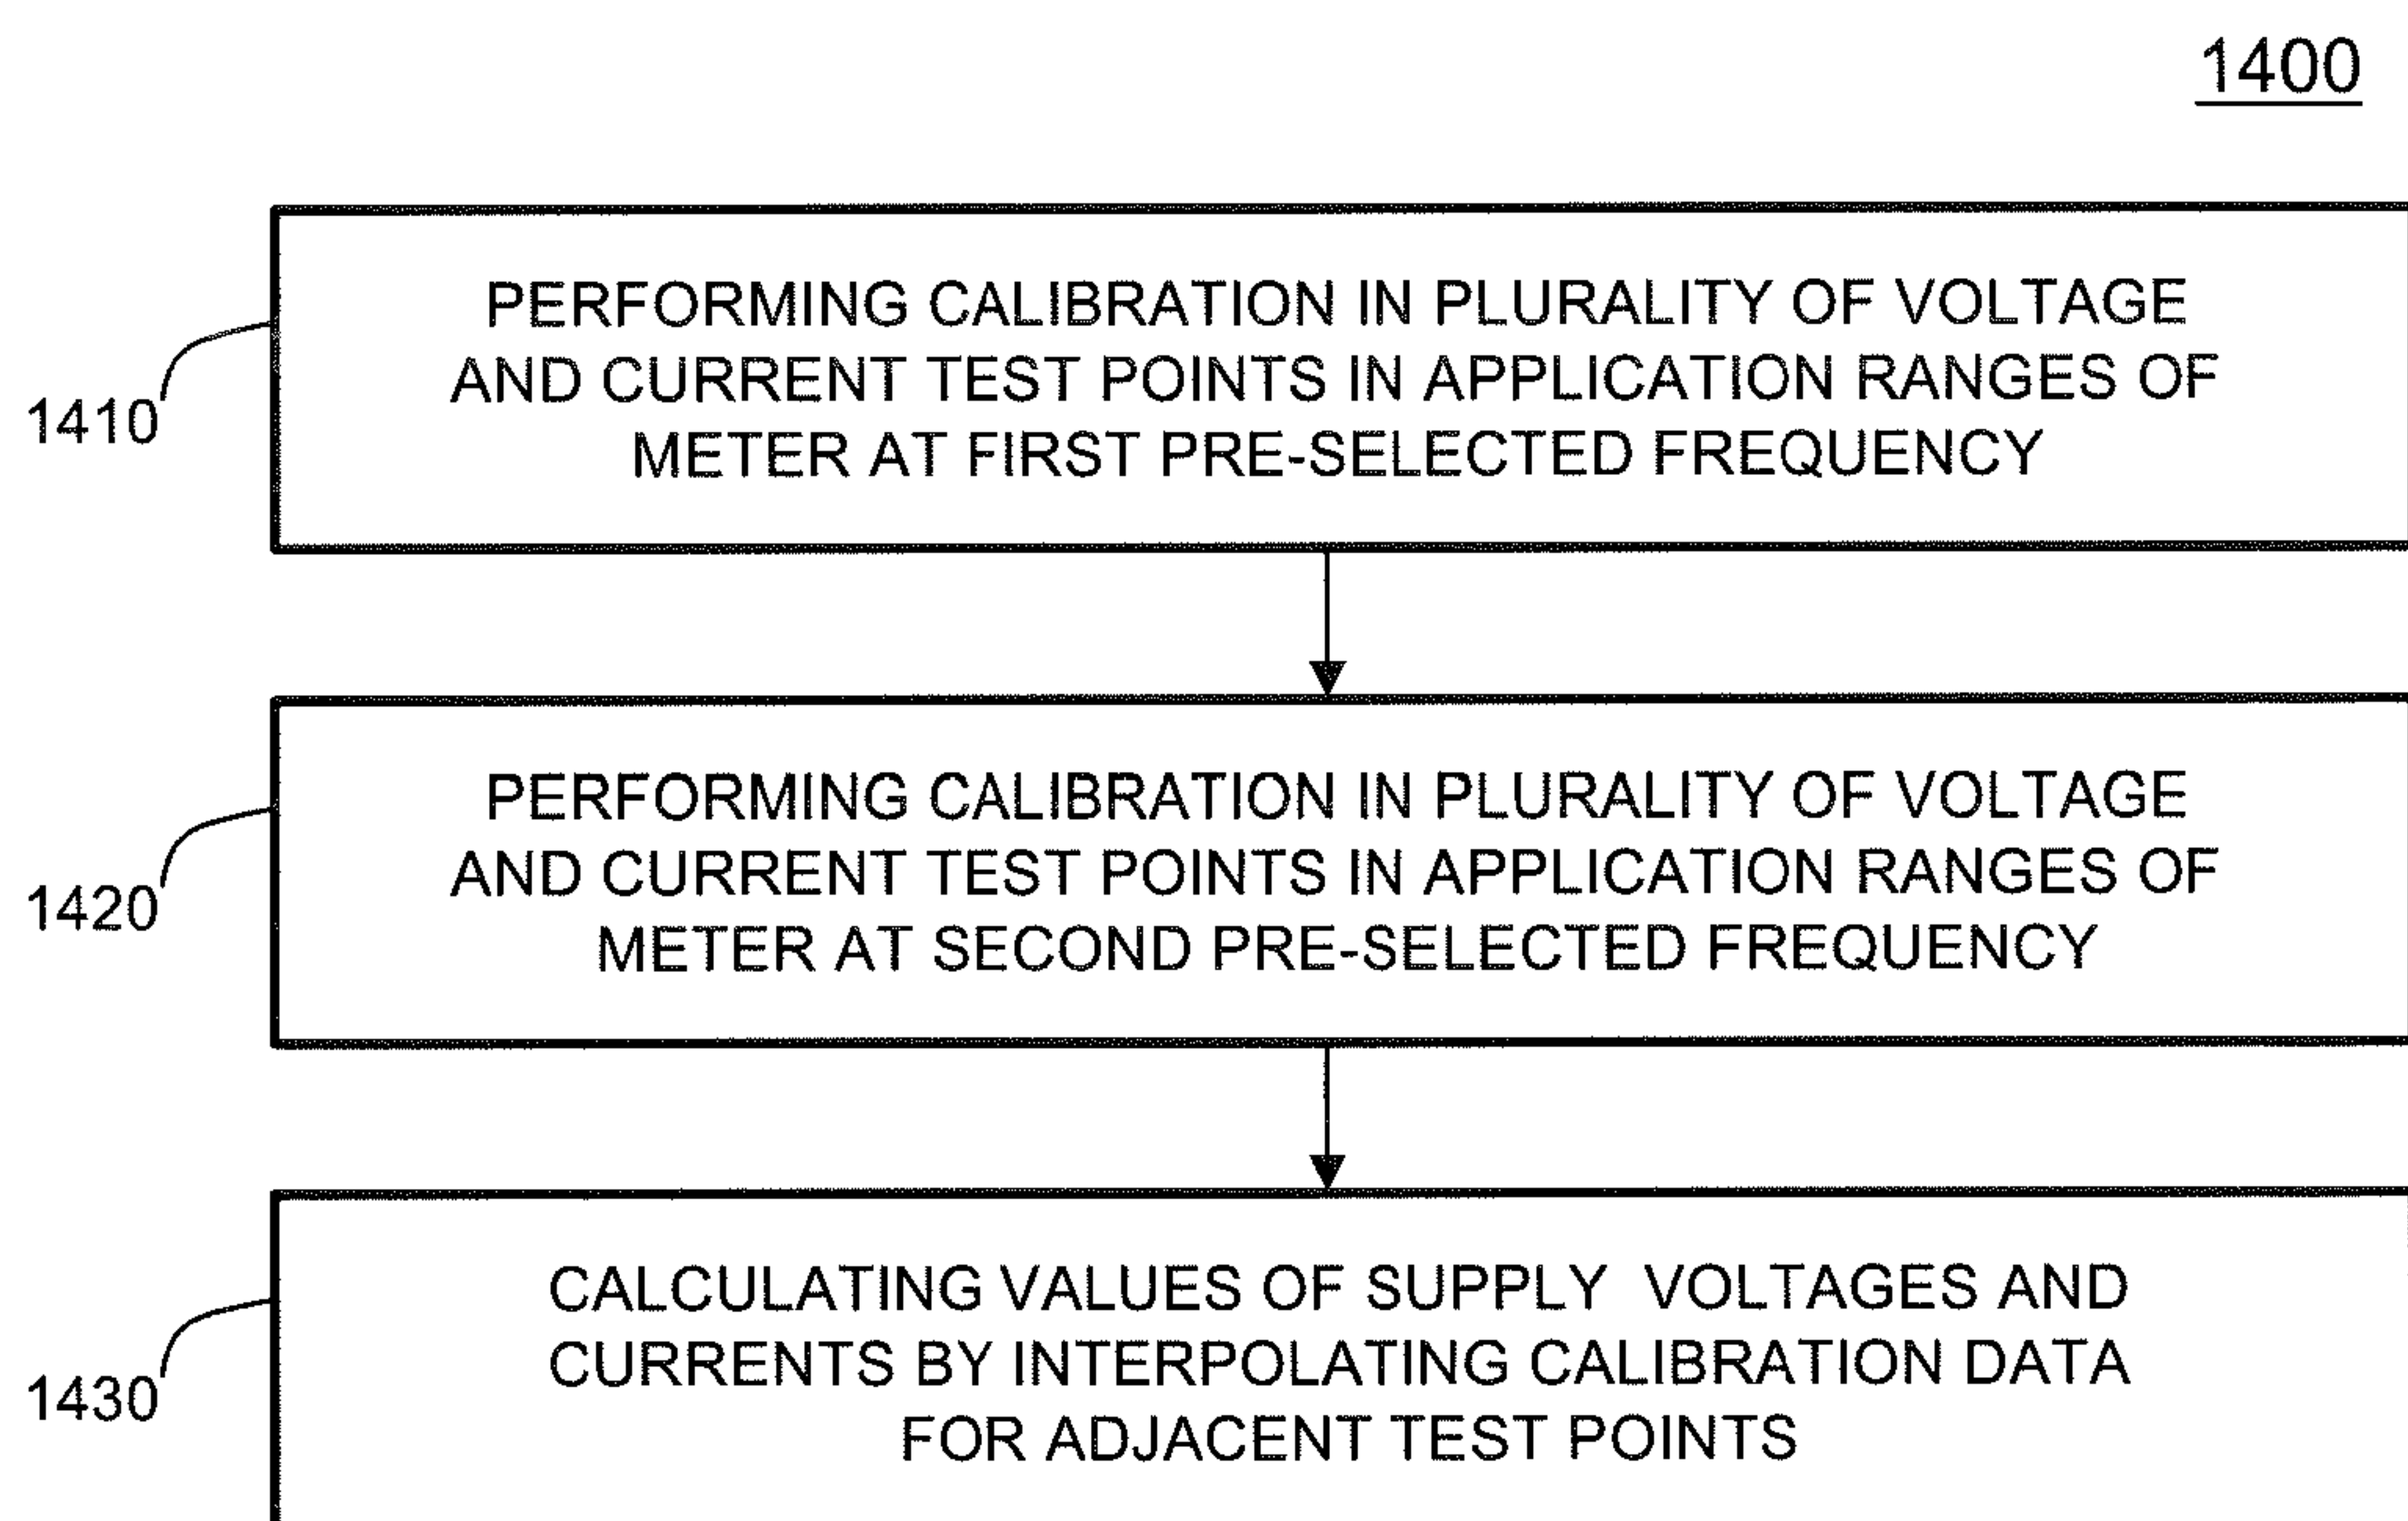 1400
PERFORMING CALIBRATION IN PLURALITY OF VOLTAGE
AND CURRENT TEST POINTS IN APPLICATION RANGES OF
METER AT FIRST PRE-SELECTED FREQUENCY
1410
PERFORMING CALIBRATION IN PLURALITY OF VOLTAGE
AND CURRENT TEST POINTS IN APPLICATION RANGES OF
METER AT SECOND PRE-SELECTED FREQUENCY
1420
CALCULATING VALUES OF SUPPLY VOLTAGES AND
CURRENTS BY INTERPOLATING CALIBRATION DATA
FOR ADJACENT TEST POINTS
1430